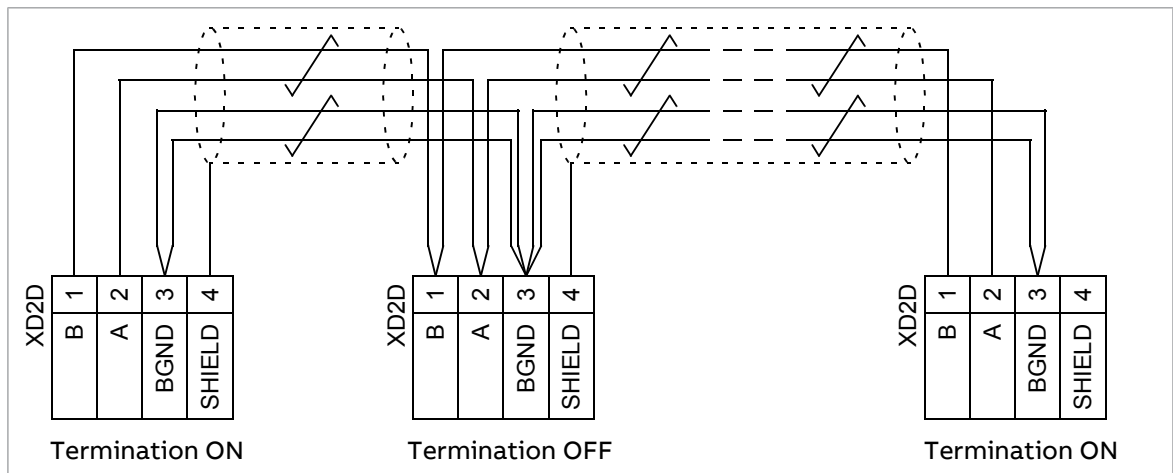 XD2D
1 2 3 4
B A BGND SHIELD
XD2D
1 2 3 4
B A BGND SHIELD
XD2D
1 2 3 4
B A BGND SHIELD
Termination ON
Termination OFF
Termination ON